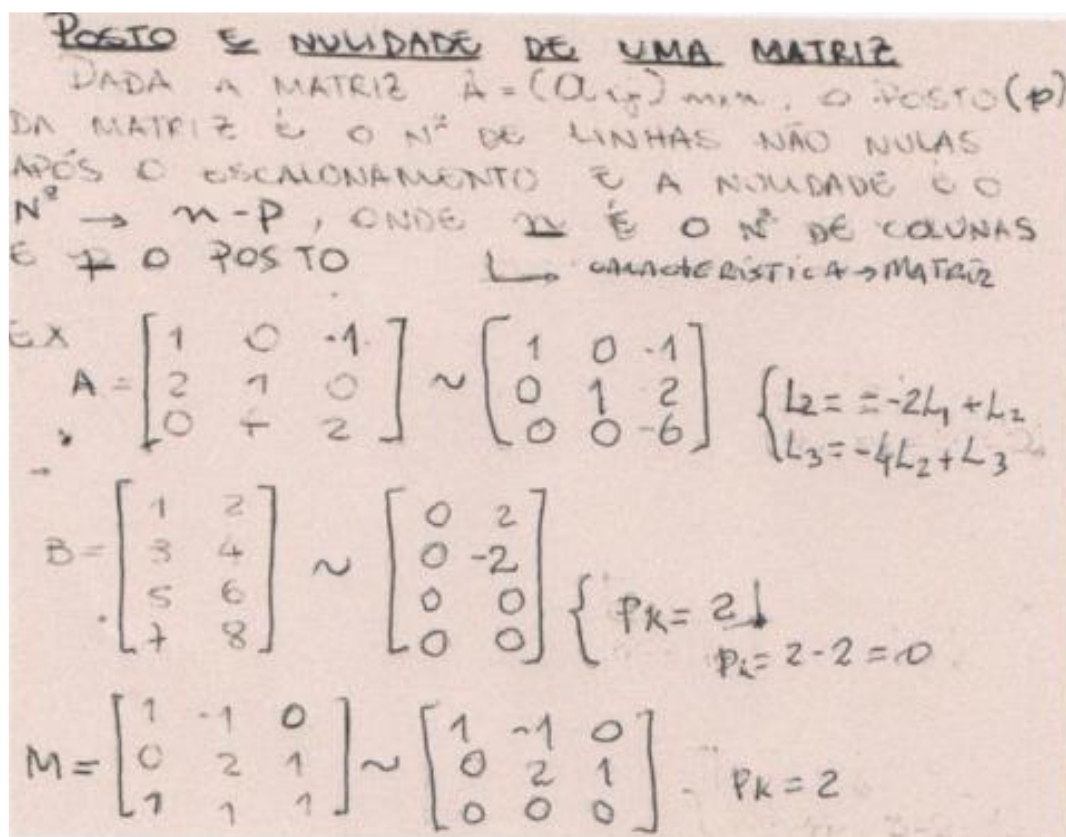 POSTO E NULIDADE DE UMA MATRIZ
DADA A MATRIZ A = (aij) mxn, O POSTO (p)
DA MATRIZ É O Nº DE LINHAS NÃO NULAS
APÓS O ESCALONAMENTO E A NULIDADE É O
Nº → n-p, ONDE n É O Nº DE COLUNAS
E p O POSTO ↳ CARACTERÍSTICA → MATRIZ
EX
A = [1 0 -1] ~ [1 0 -1]
[2 1 0] [0 1 2] { L2 = = -2L1 + L2
[0 4 2] [0 0 -6] L3 = -4L2 + L3
B = [1 2] ~ [0 2]
[3 4] [0 -2]
[5 6] [0 0] { Pk = 2
[7 8] [0 0] = 2 - 2 = 0
M = [1 -1 0] ~ [1 -1 0]
[0 2 1] [0 2 1] - Pk = 2
[1 1 1] [0 0 0]